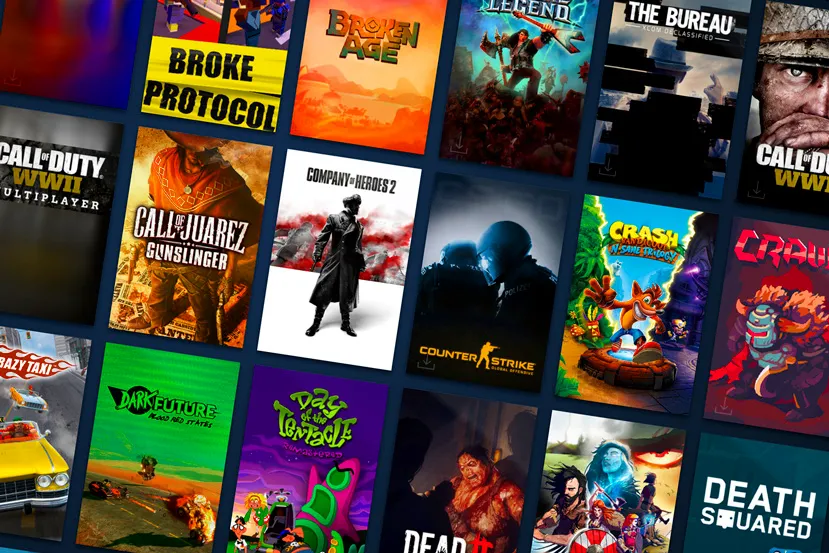 BROKE
PROTOCOL
BROKEN
AGE
LEGEND
THE BUREAU
XCOM DECLASSIFIED
CALL OF DUTY
WWII
MULTIPLAYER
CALL OF JUAREZ
GUNSLINGER
COMPANY OF HEROES 2
POLIZEI
COUNTER STRIKE
GLOBAL OFFENSIVE
CRASH
BANDICOOT
N. SANE TRILOGY
CRAW
CALL OF
WWII
RAZY TAXI
DARK FUTURE
BLOOD RED STATES
Day
of the
Tentacle
REMASTERED
DEAD
DEATH
SQUARED